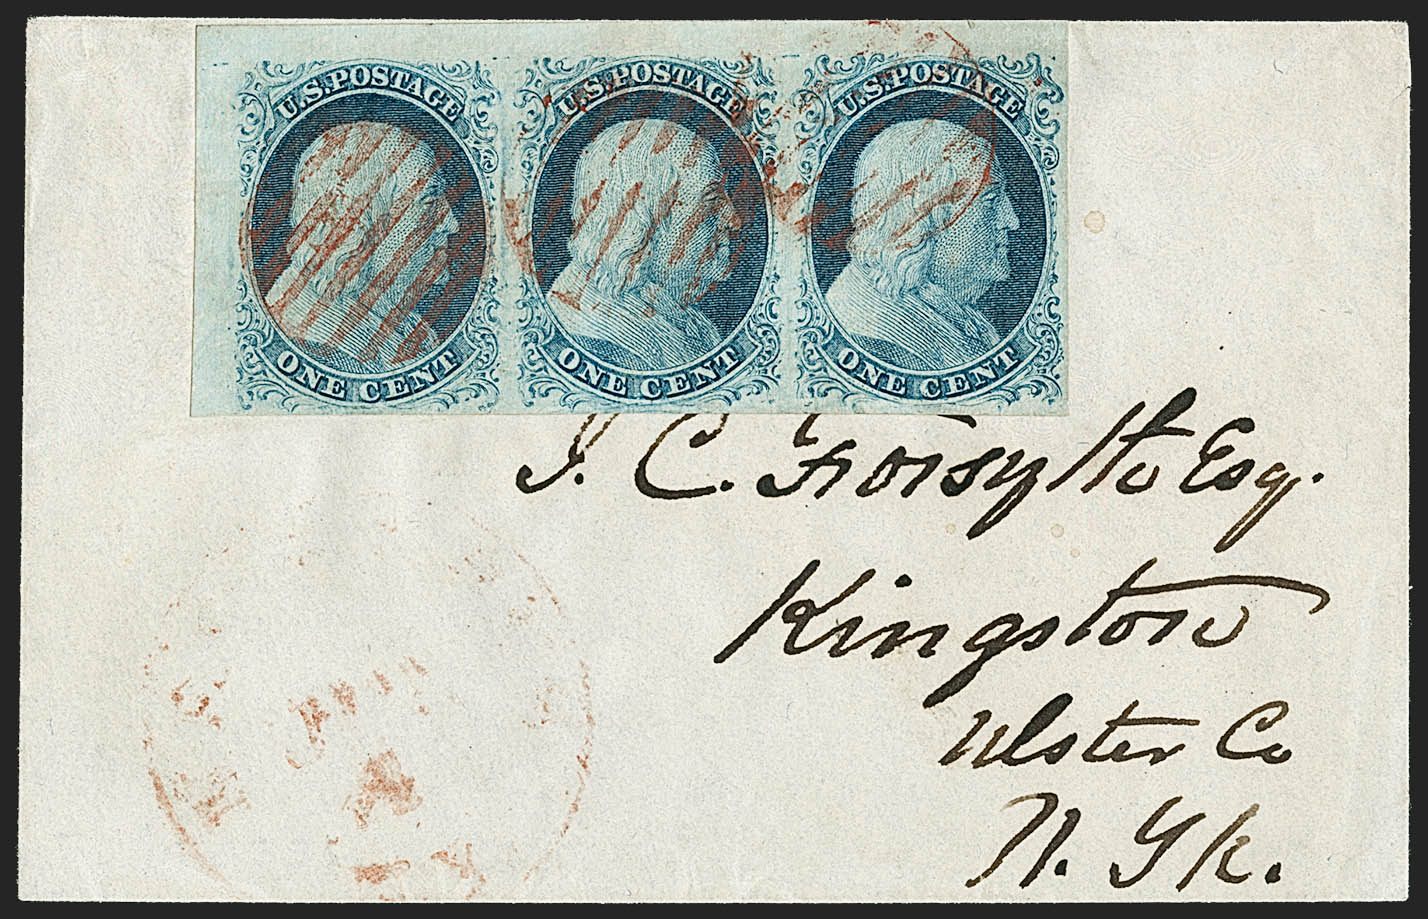 U.S. POSTAGE U.S. POSTAGE U.S. POSTAGE
ONE CENT ONE CENT ONE CENT
J. C. Forsyth Esq.
Kingston
Ulster Co
N. Yk.